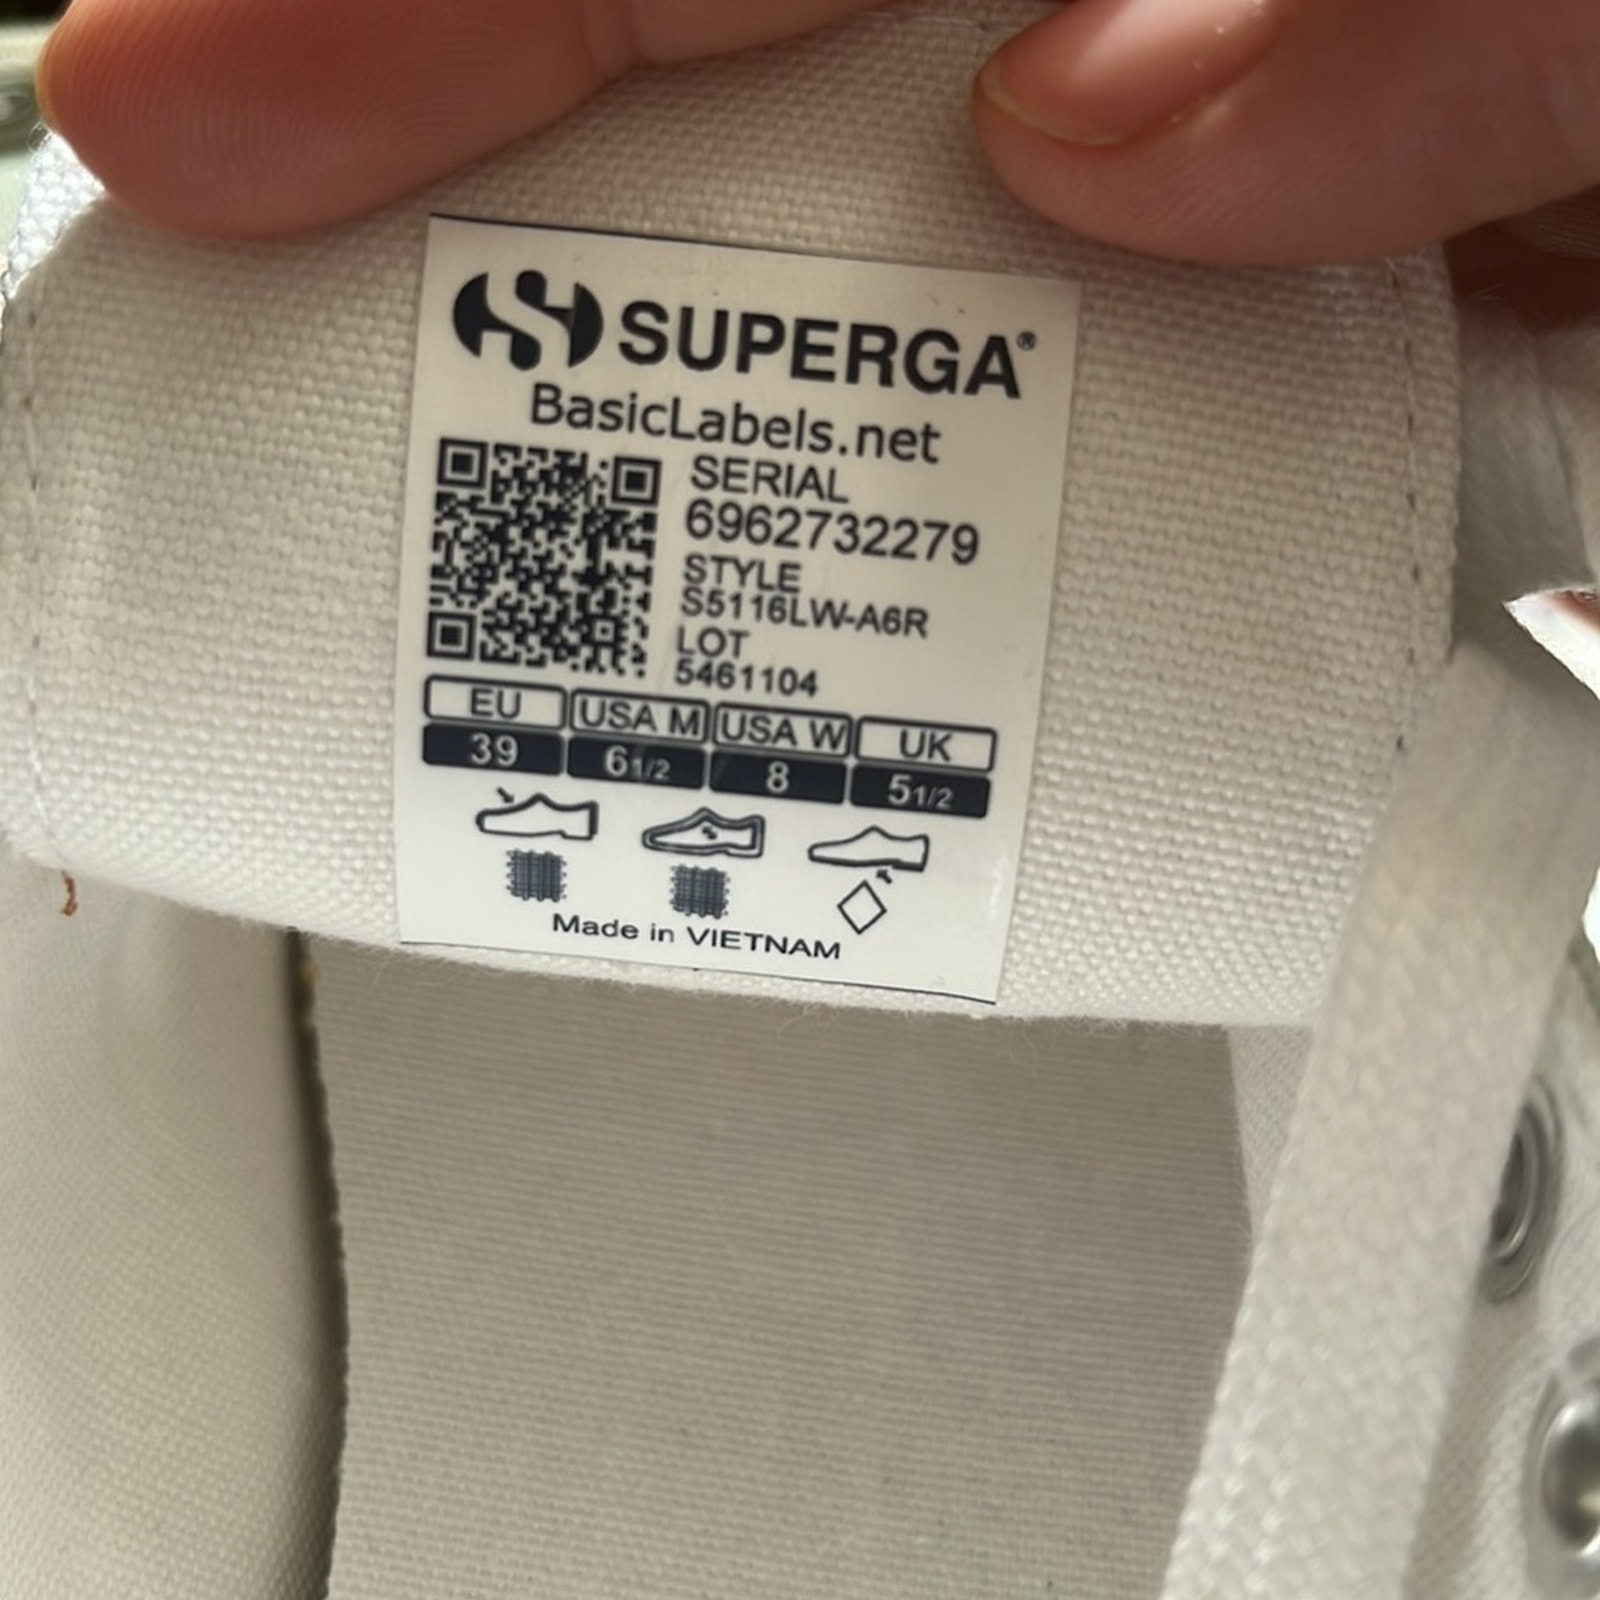 SUPERGA®
BasicLabels.net
SERIAL
6962732279
STYLE
S5116LW-A6R
LOT
5461104
EU USA M USA W UK
39 6 1/2 8 5 1/2
Made in VIETNAM